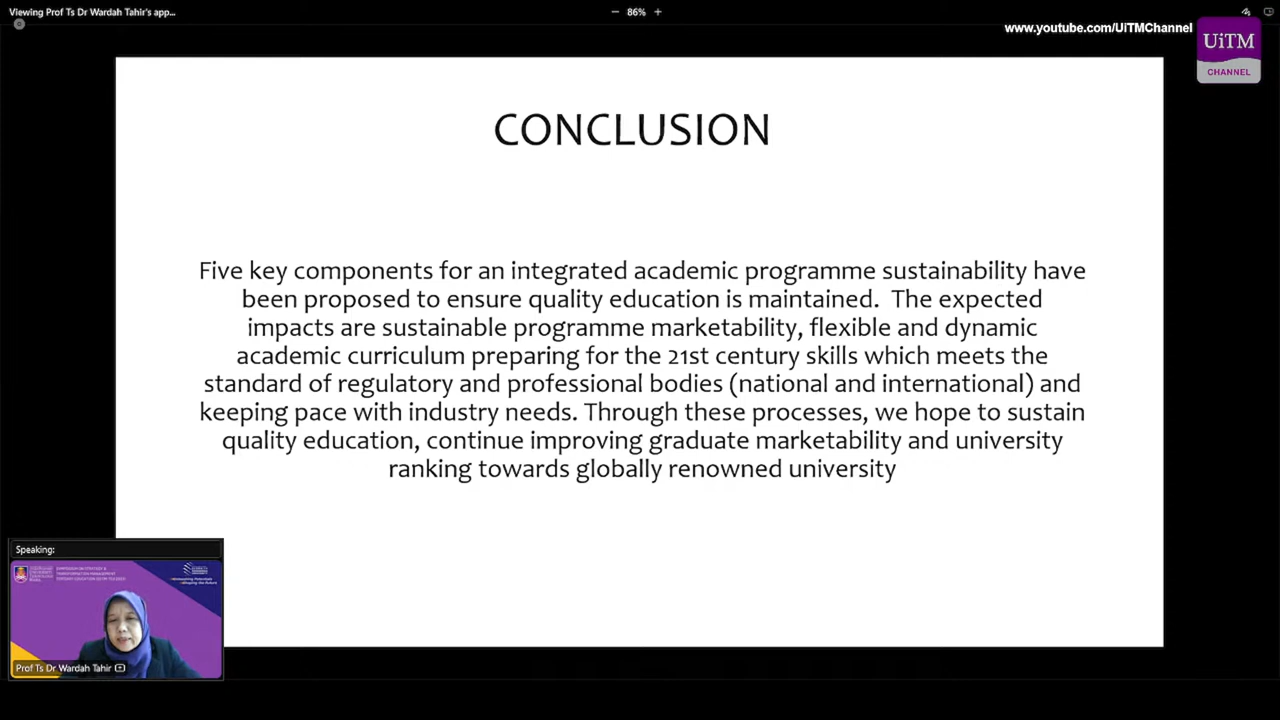 Viewing Prof Ts Dr Wardah Tahir's app...
86%
www.youtube.com/UiTMChannel
UiTM
CHANNEL
CONCLUSION
Five key components for an integrated academic programme sustainability have
been proposed to ensure quality education is maintained. The expected
impacts are sustainable programme marketability, flexible and dynamic
academic curriculum preparing for the 21st century skills which meets the
standard of regulatory and professional bodies (national and international) and
keeping pace with industry needs. Through these processes, we hope to sustain
quality education, continue improving graduate marketability and university
ranking towards globally renowned university
Speaking:
Prof Ts Dr Wardah Tahir